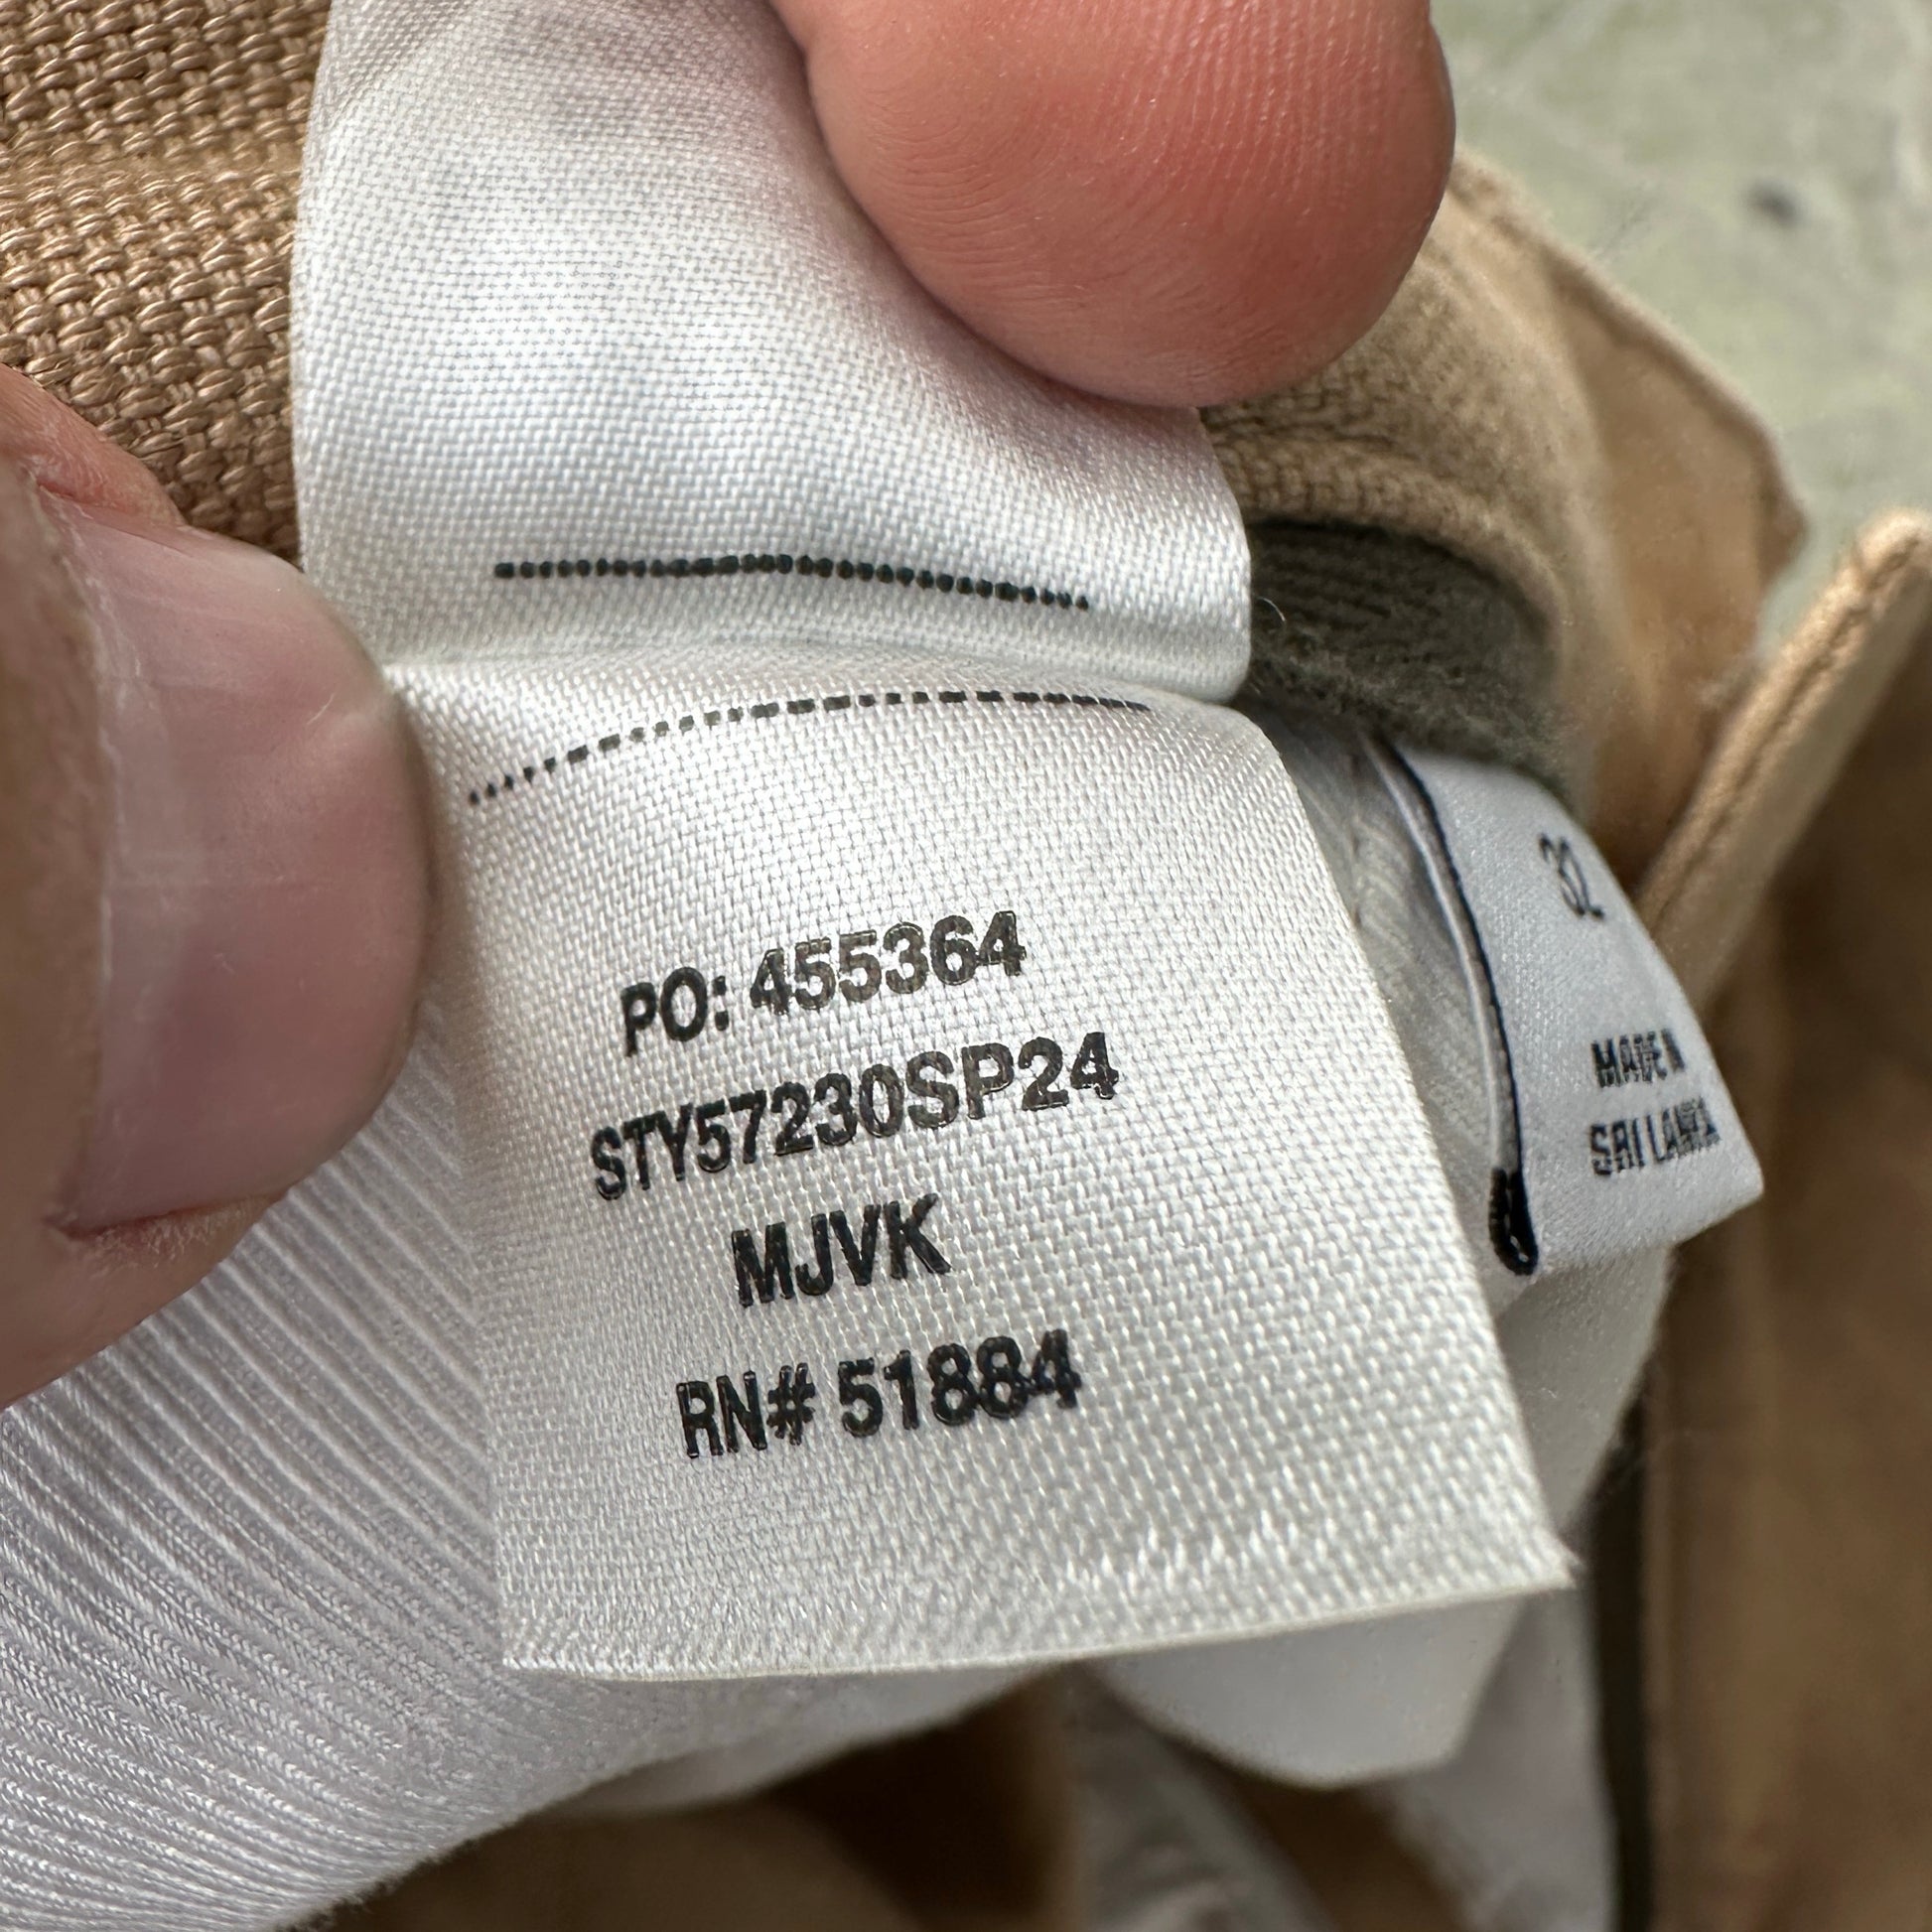 PO: 455364
STY57230SP24
MJVK
RN# 51884
32
MADE IN
SRI LANKA